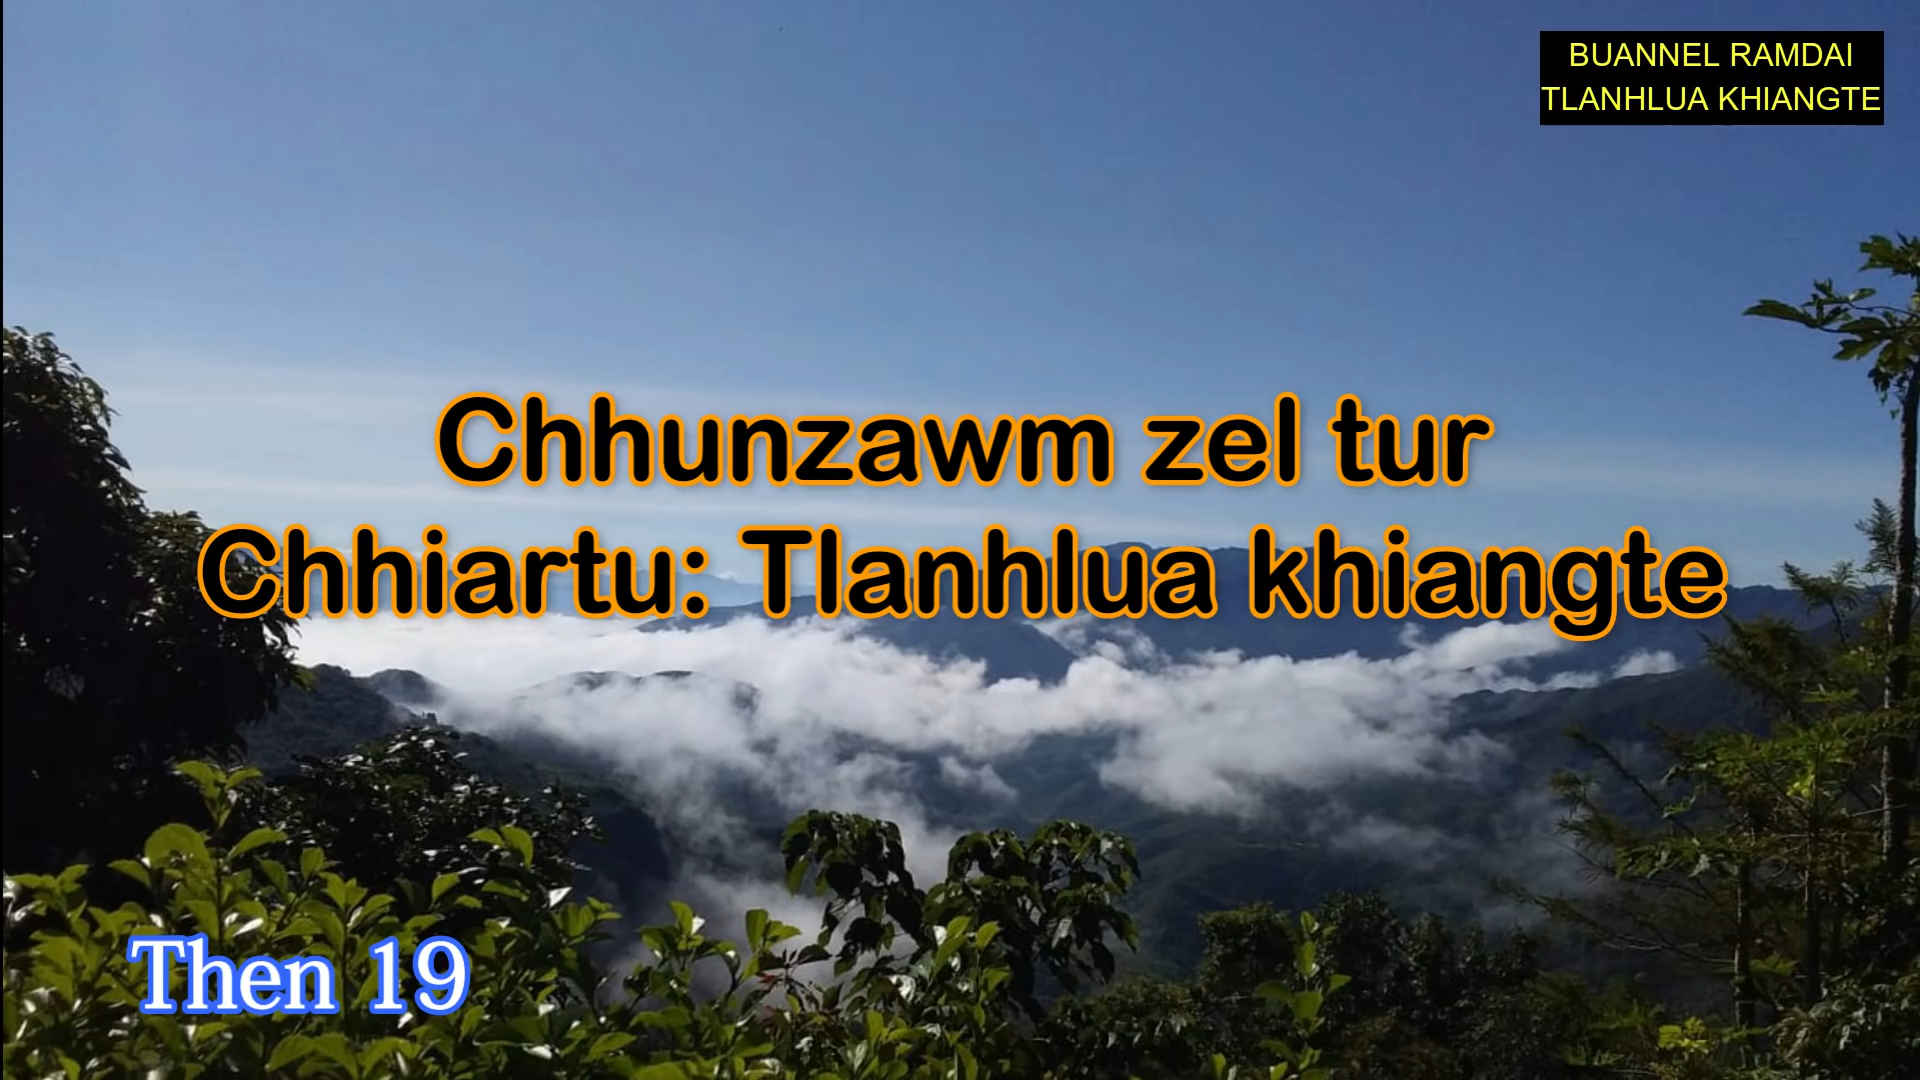 BUANNEL RAMDAI
TLANHLUA KHIANGTE
Chhunzawm zel tur
Chhiartu: Tlanhlua khiangte
Then 19